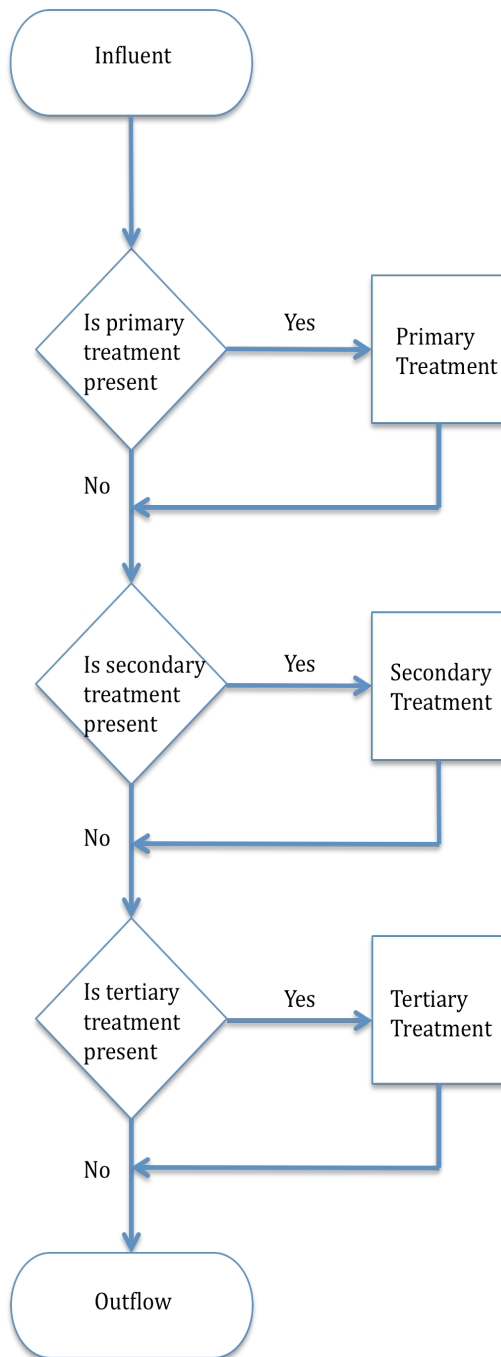 Influent
Is primary
treatment
present
Yes
Primary
Treatment
No
Is secondary
treatment
present
Yes
Secondary
Treatment
No
Is tertiary
treatment
present
Yes
Tertiary
Treatment
No
Outflow